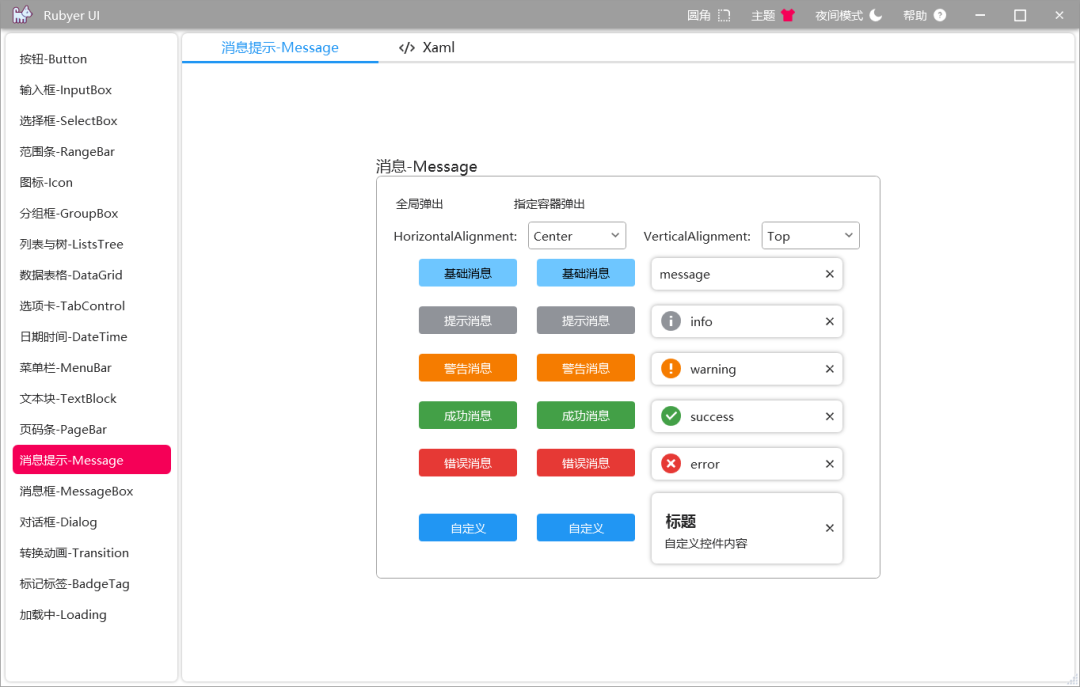 Rubyer UI
圆角
主题
夜间模式
帮助
按钮-Button
输入框-InputBox
选择框-SelectBox
范围条-RangeBar
图标-Icon
分组框-GroupBox
列表与树-ListsTree
数据表格-DataGrid
选项卡-TabControl
日期时间-DateTime
菜单栏-MenuBar
文本块-TextBlock
页码条-PageBar
消息提示-Message
消息框-MessageBox
对话框-Dialog
转换动画-Transition
标记标签-BadgeTag
加载中-Loading
消息提示-Message
</> Xaml
消息-Message
全局弹出 指定容器弹出
HorizontalAlignment: Center VerticalAlignment: Top
基础消息 基础消息 message
提示消息 提示消息 info
警告消息 警告消息 warning
成功消息 成功消息 success
错误消息 错误消息 error
自定义 自定义
标题
自定义控件内容